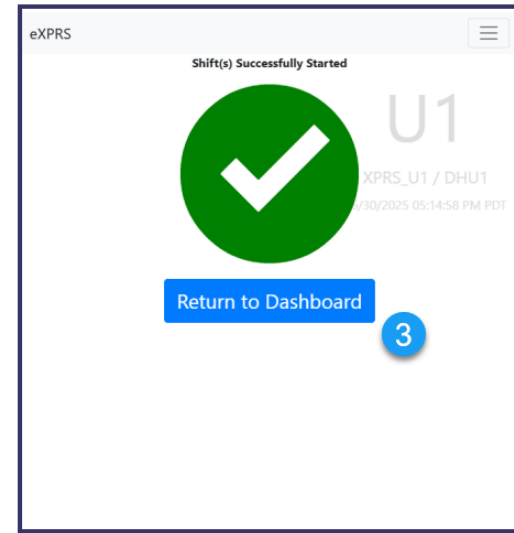 eXPRS
Shift(s) Successfully Started
U1
XPRS_U1 / DHU1
/30/2025 05:14:58 PM PDT
Return to Dashboard
3